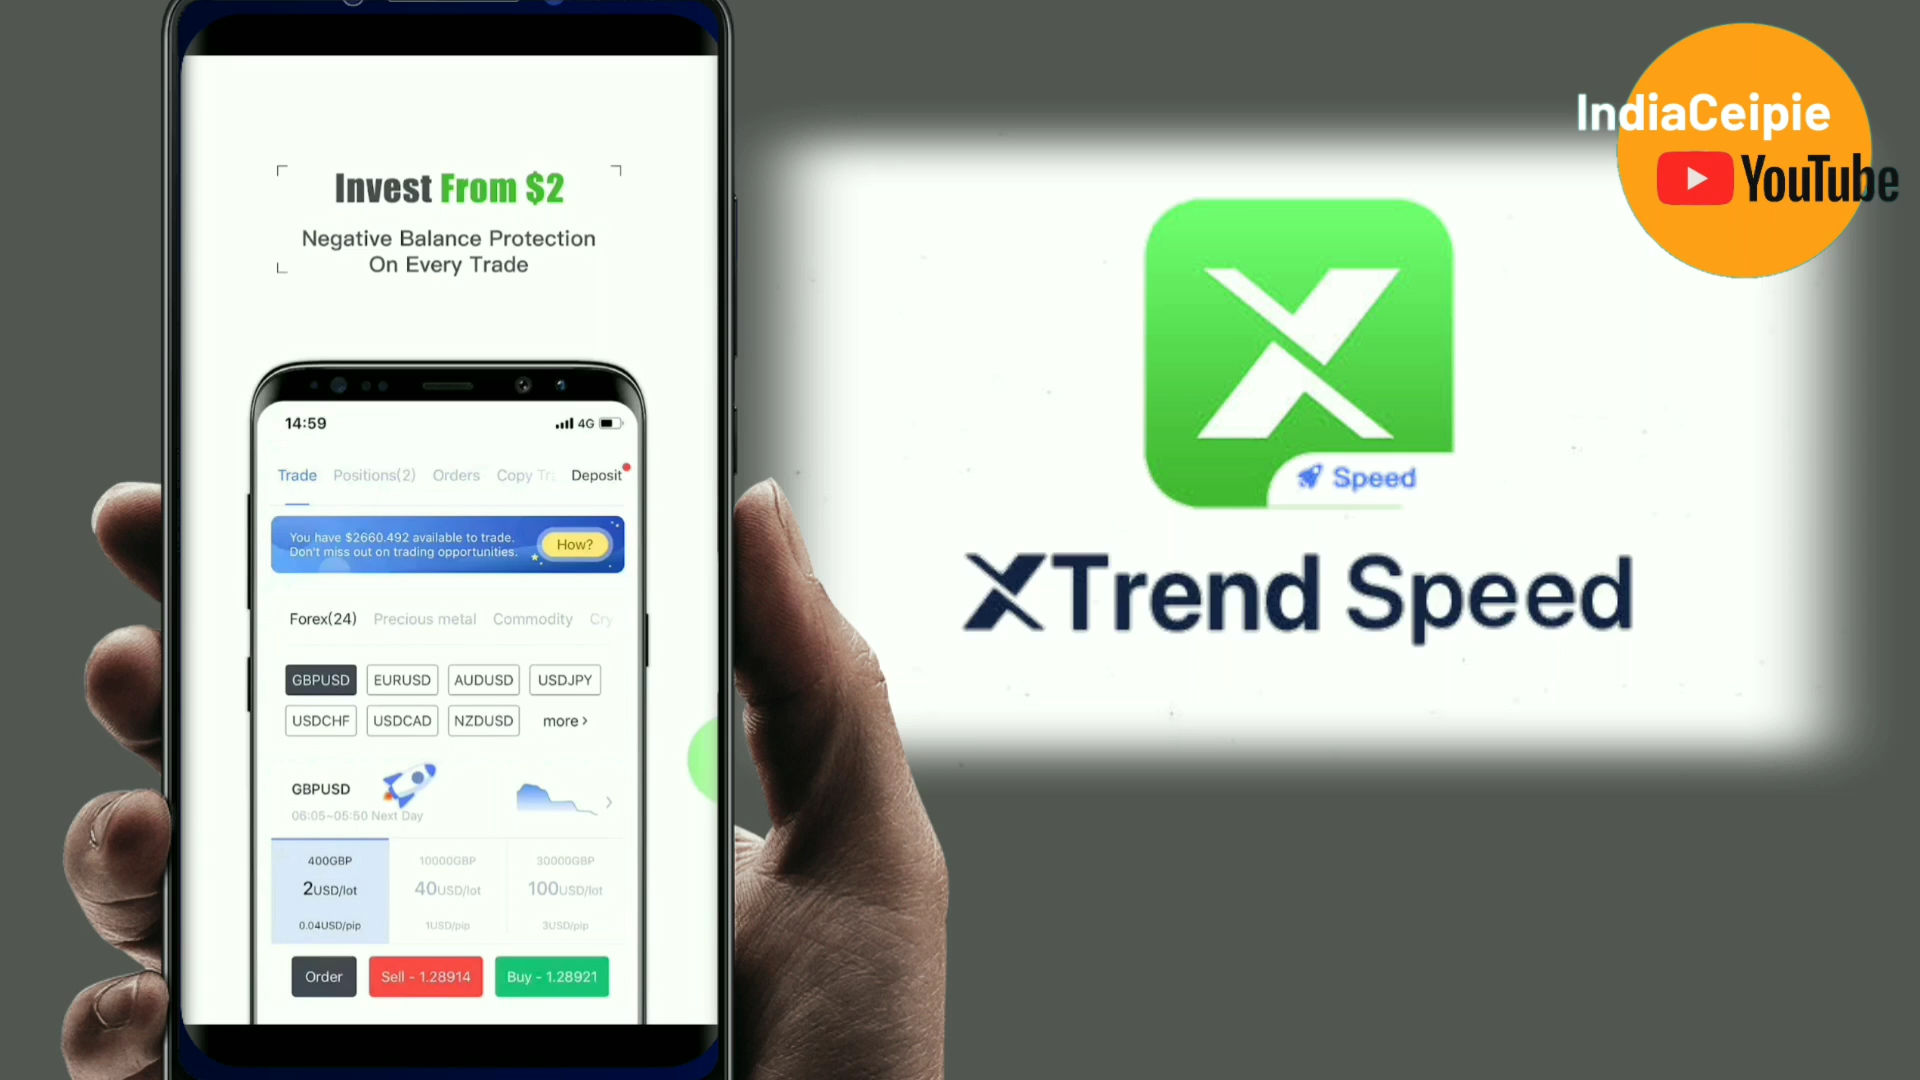 Invest From $2
Negative Balance Protection
On Every Trade
14:59
4G
Trade Positions(2) Orders Copy Deposit
You have $2660.492 available to trade.
Don't miss out on trading opportunities.
How?
Forex(24) Precious metal Commodity
GBPUSD EURUSD AUDUSD USDJPY
USDCHF USDCAD NZDUSD more >
GBPUSD
06:05~05:50 Next Day
400GBP 10000GBP 30000GBP
2USD/lot 40USD/lot 100USD/lot
0.04USD/pip 1USD/pip 3USD/pip
Order Sell - 1.28914 Buy - 1.28921
Speed
XTrend Speed
IndiaCeipie
YouTube